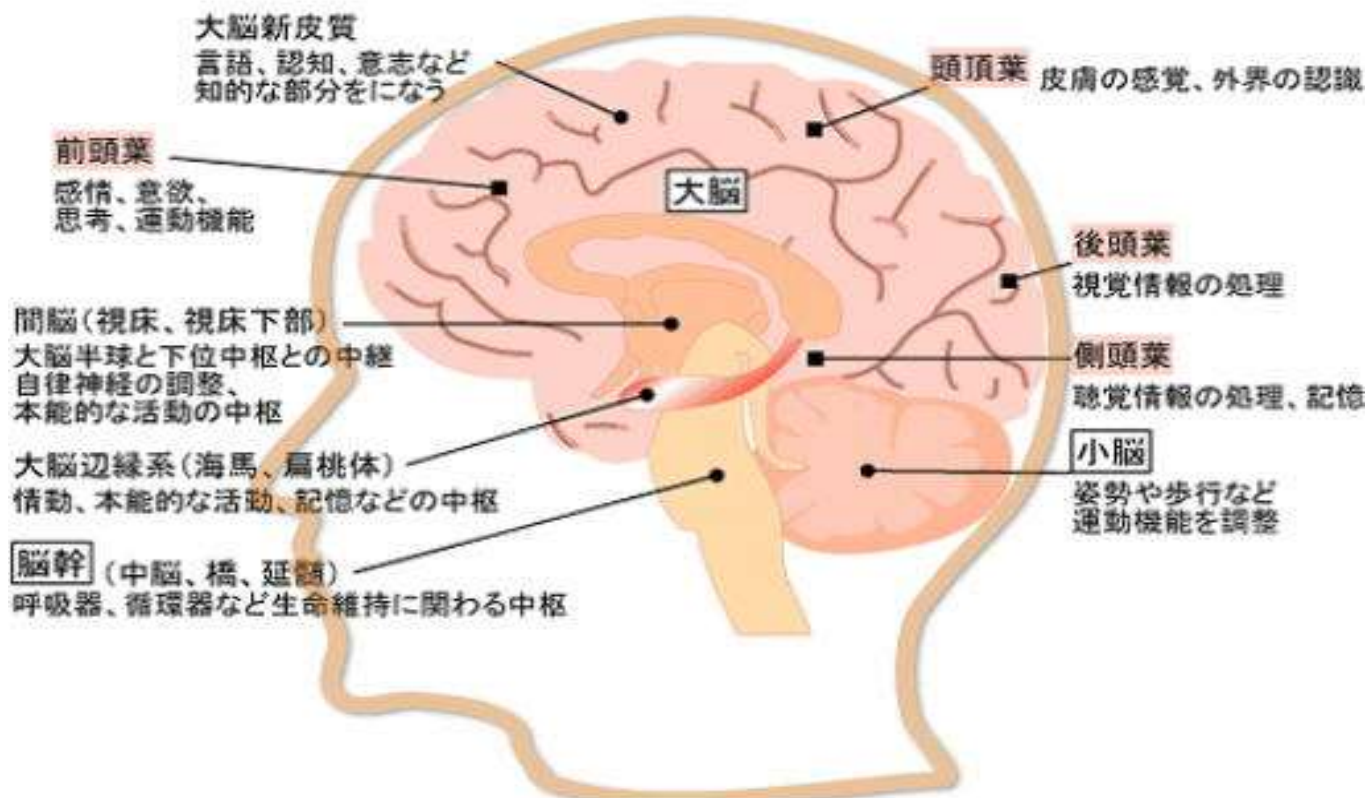 大脳新皮質
言語、認知、意志など
知的な部分をになう
頭頂葉 皮膚の感覚、外界の認識
前頭葉
感情、意欲、
思考、運動機能
大脳
後頭葉
視覚情報の処理
間脳(視床、視床下部)
大脳半球と下位中枢との中継
自律神経の調整、
本能的な活動の中枢
側頭葉
聴覚情報の処理、記憶
大脳辺縁系(海馬、扁桃体)
情動、本能的な活動、記憶などの中枢
小脳
姿勢や歩行など
運動機能を調整
脳幹(中脳、橋、延髄)
呼吸器、循環器など生命維持に関わる中枢